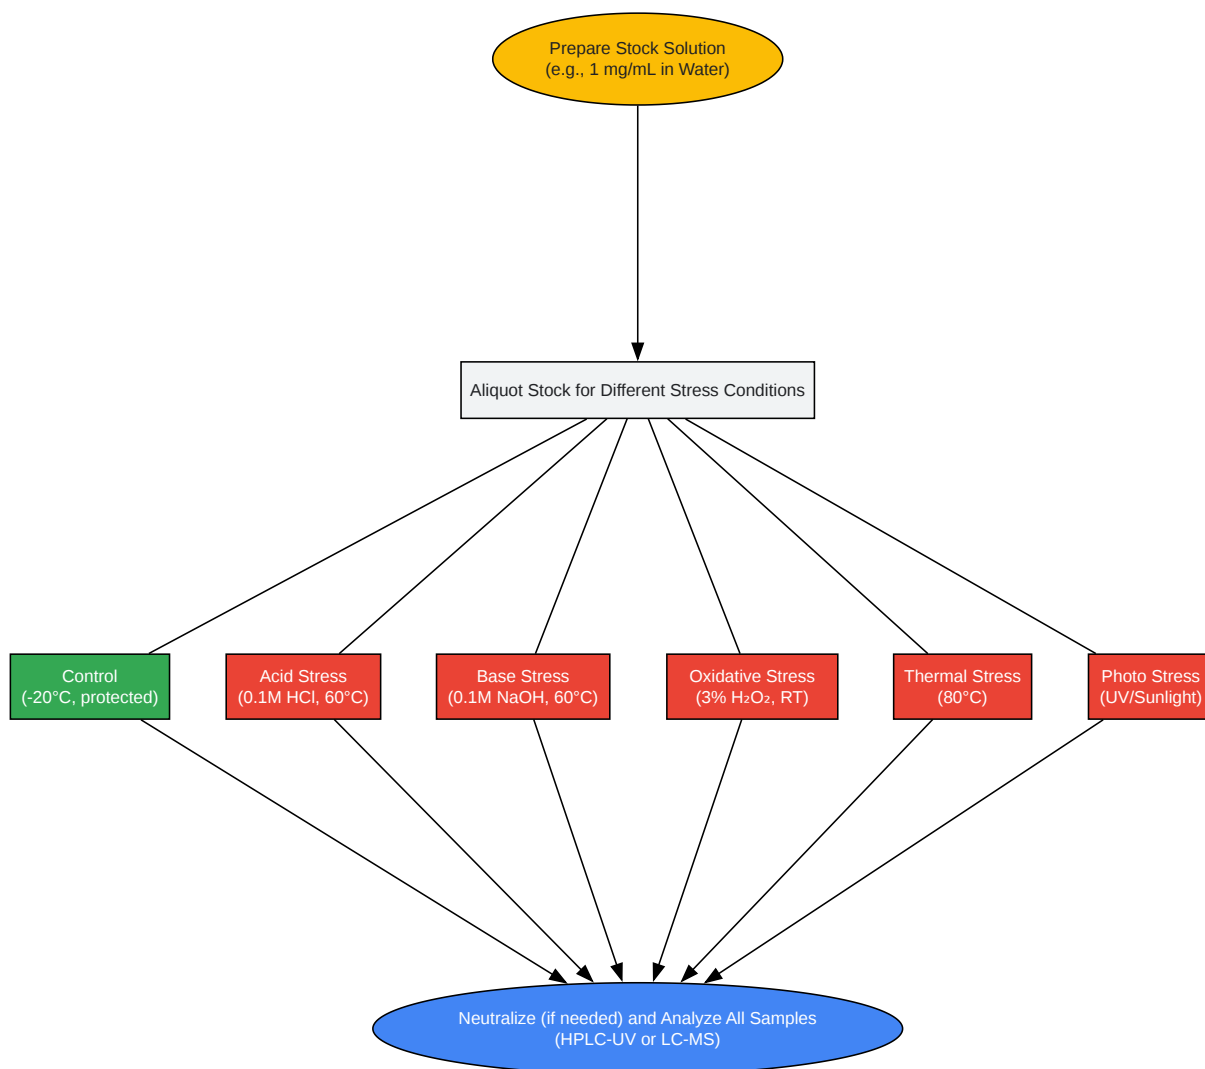 Prepare Stock Solution
(e.g., 1 mg/mL in Water)
Aliquot Stock for Different Stress Conditions
Control
(-20°C, protected)
Acid Stress
(0.1M HCl, 60°C)
Base Stress
(0.1M NaOH, 60°C)
Oxidative Stress
(3% H₂O₂, RT)
Thermal Stress
(80°C)
Photo Stress
(UV/Sunlight)
Neutralize (if needed) and Analyze All Samples
(HPLC-UV or LC-MS)